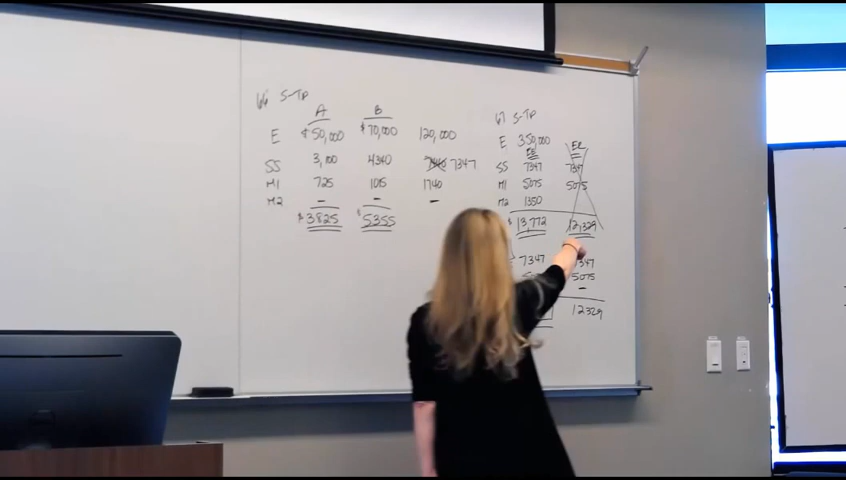 66 S-TP
A B
E $50,000 $70,000 120,000
SS 3,100 4340 7347
M1 725 1015 1740
M2 - - -
$3825 $5355
67 S-TP
E 350,000
EE ER
SS 7347 7347
M1 5075 5075
M2 1350
$13,772 12,329
7347 7347
5075
-
12329